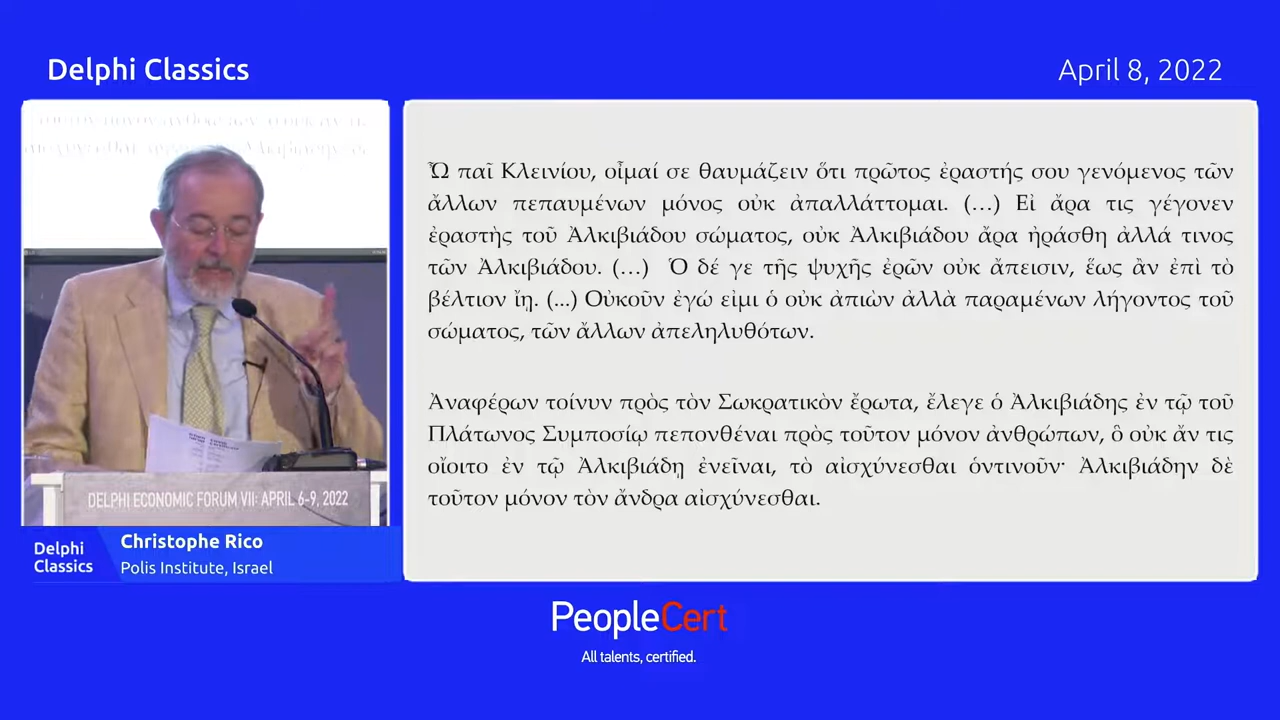 Delphi Classics
April 8, 2022
Ὦ παῖ Κλεινίου, οἶμαί σε θαυμάζειν ὅτι πρῶτος ἐραστής σου γενόμενος τῶν
ἄλλων πεπαυμένων μόνος οὐκ ἀπαλλάττομαι. (…) Εἰ ἄρα τις γέγονεν
ἐραστὴς τοῦ Ἀλκιβιάδου σώματος, οὐκ Ἀλκιβιάδου ἄρα ἠράσθη ἀλλά τινος
τῶν Ἀλκιβιάδου. (…) Ὁ δέ γε τῆς ψυχῆς ἐρῶν οὐκ ἄπεισιν, ἕως ἂν ἐπὶ τὸ
βέλτιον ἴῃ. (...) Οὐκοῦν ἐγώ εἰμι ὁ οὐκ ἀπιὼν ἀλλὰ παραμένων λήγοντος τοῦ
σώματος, τῶν ἄλλων ἀπεληλυθότων.
Ἀναφέρων τοίνυν πρὸς τὸν Σωκρατικὸν ἔρωτα, ἔλεγε ὁ Ἀλκιβιάδης ἐν τῷ τοῦ
Πλάτωνος Συμποσίῳ πεπονθέναι πρὸς τοῦτον μόνον ἀνθρώπων, ὃ οὐκ ἄν τις
οἴοιτο ἐν τῷ Ἀλκιβιάδῃ ἐνεῖναι, τὸ αἰσχύνεσθαι ὁντινοῦν· Ἀλκιβιάδην δὲ
τοῦτον μόνον τὸν ἄνδρα αἰσχύνεσθαι.
DELPHI ECONOMIC FORUM VII: APRIL 6-9, 2022
Delphi
Classics
Christophe Rico
Polis Institute, Israel
PeopleCert
All talents, certified.